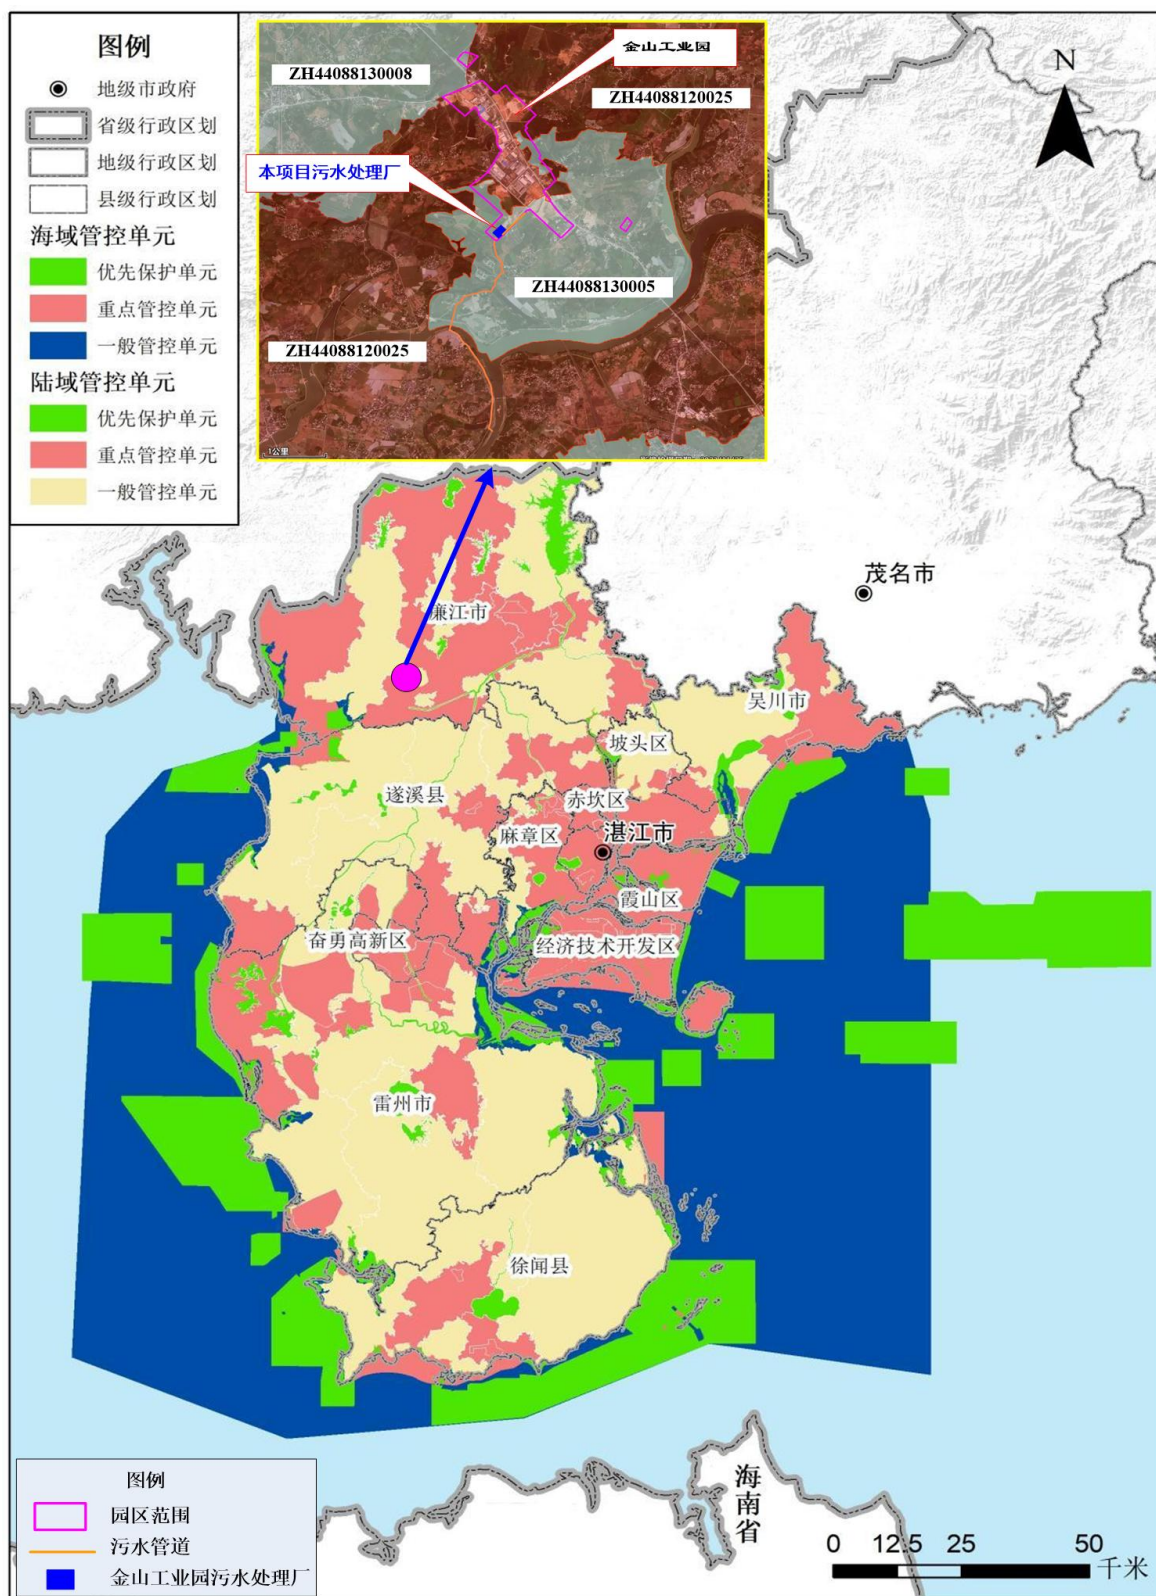 图例
地级市政府
省级行政区划
地级行政区划
县级行政区划
海域管控单元
优先保护单元
重点管控单元
一般管控单元
陆域管控单元
优先保护单元
重点管控单元
一般管控单元
金山工业园
ZH44088130008
ZH44088120025
本项目污水处理厂
ZH44088130005
ZH44088120025
1公里
N
茂名市
廉江市
吴川市
坡头区
遂溪县
赤坎区
麻章区
湛江市
霞山区
奋勇高新区
经济技术开发区
雷州市
徐闻县
海南省
图例
园区范围
污水管道
金山工业园污水处理厂
0 12.5 25 50
千米